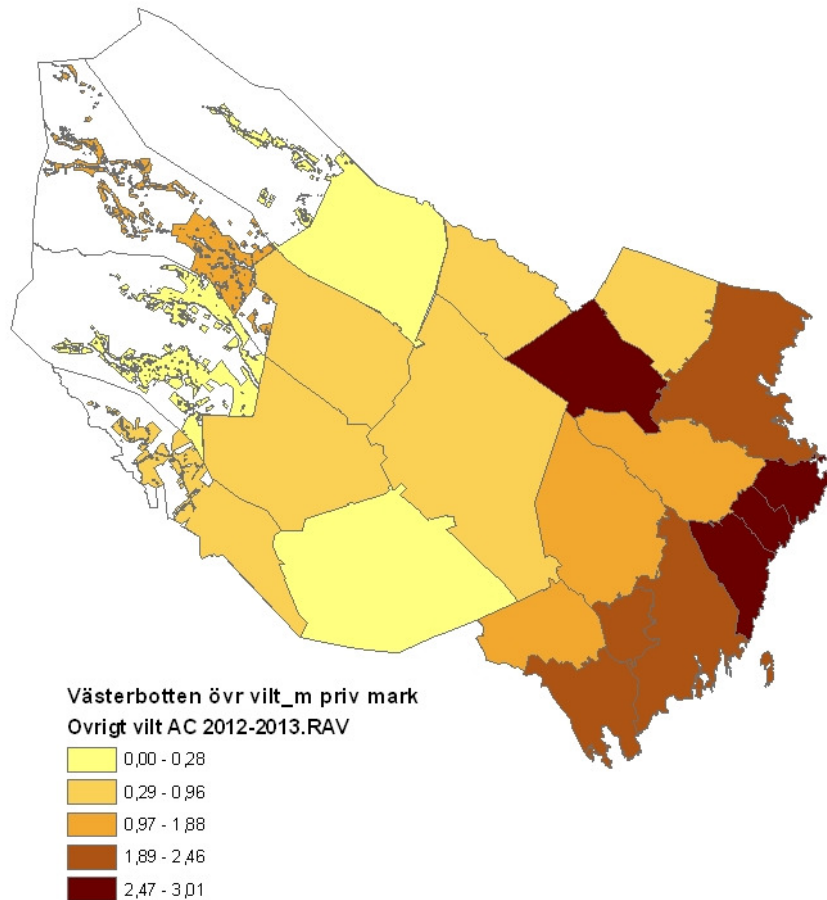 Västerbotten övr vilt_m priv mark
Ovrigt vilt AC 2012-2013.RAV
0,00 - 0,28
0,29 - 0,96
0,97 - 1,88
1,89 - 2,46
2,47 - 3,01